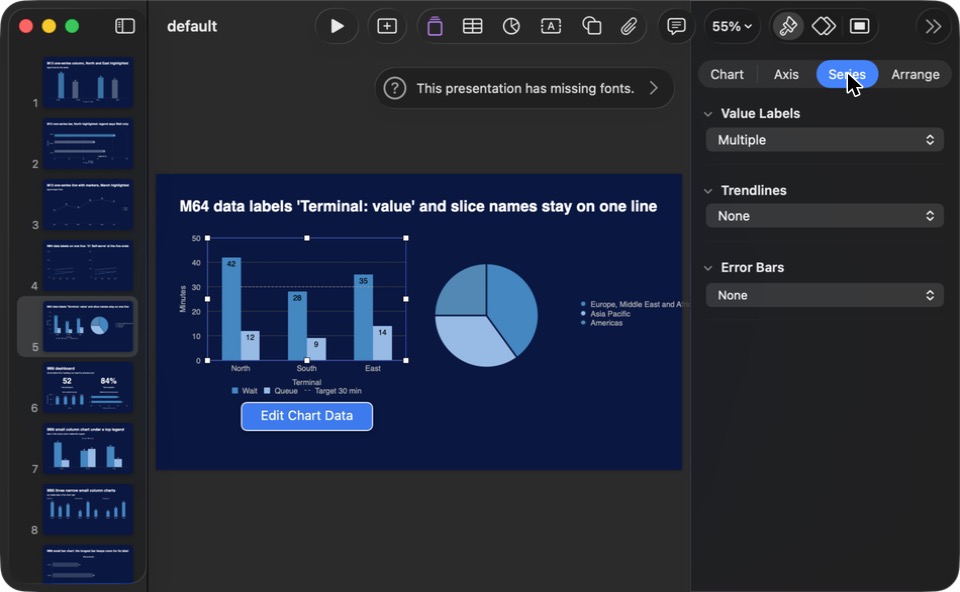 default
55%
This presentation has missing fonts.
Chart
Axis
Series
Arrange
Value Labels
Multiple
Trendlines
None
Error Bars
None
1
2
3
4
5
6
7
8
M64 data labels 'Terminal: value' and slice names stay on one line
50
40
30
20
10
0
Minutes
42
12
28
9
35
14
North
South
East
Terminal
Wait
Queue
Target 30 min
Europe, Middle East and
Asia Pacific
Americas
Edit Chart Data
52
84%